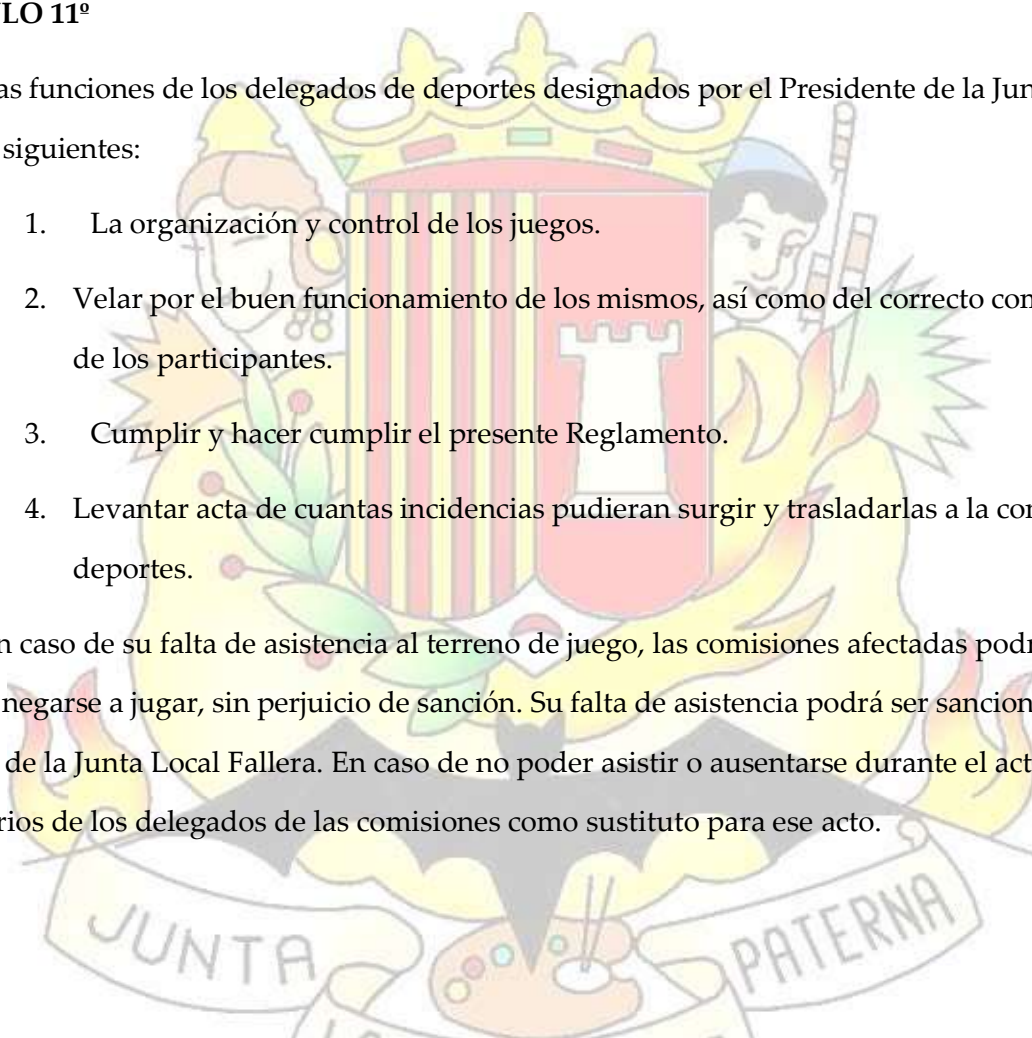 LO 11º
as funciones de los delegados de deportes designados por el Presidente de la Jun
siguientes:
1. La organización y control de los juegos.
2. Velar por el buen funcionamiento de los mismos, así como del correcto com
de los participantes.
3. Cumplir y hacer cumplir el presente Reglamento.
4. Levantar acta de cuantas incidencias pudieran surgir y trasladarlas a la com
deportes.
n caso de su falta de asistencia al terreno de juego, las comisiones afectadas podr
negarse a jugar, sin perjuicio de sanción. Su falta de asistencia podrá ser sancion
de la Junta Local Fallera. En caso de no poder asistir o ausentarse durante el act
rios de los delegados de las comisiones como sustituto para ese acto.
JUNTA
PATERNA